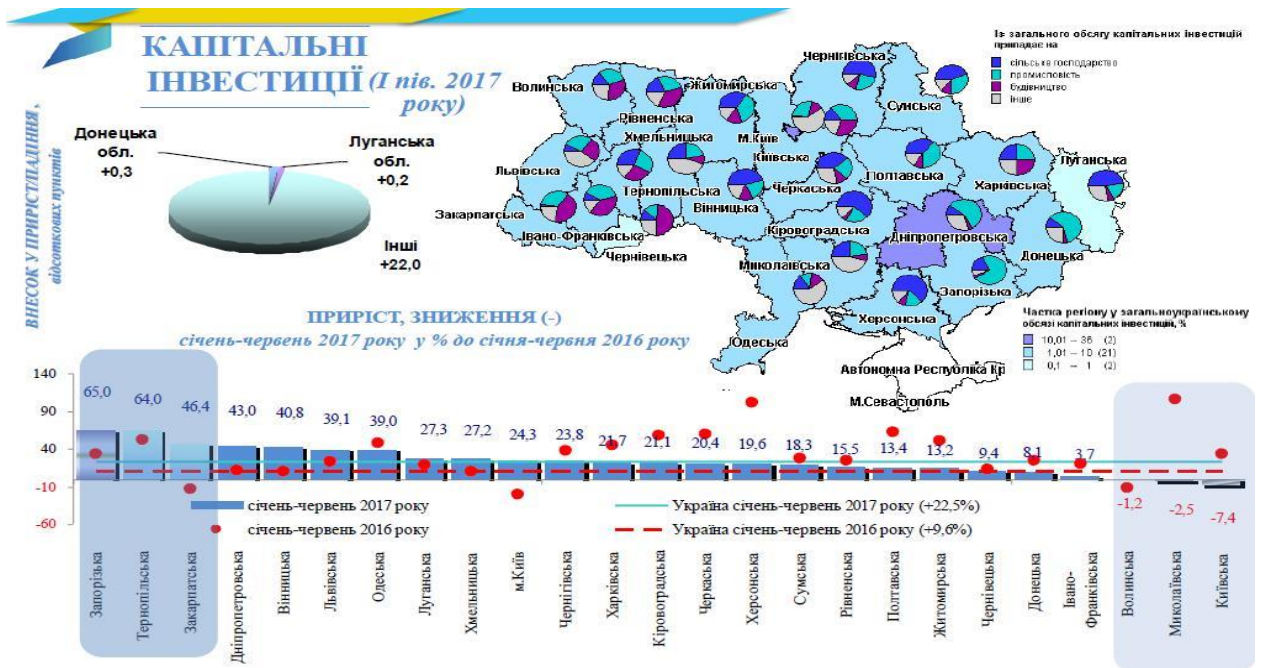 КАПІТАЛЬНІ
ІНВЕСТИЦІЇ (І пів. 2017
року)
ВНЕСОК У ПРИРІСТ/ПАДІННЯ,
відсоткових пунктів
Донецька
обл.
+0,3
Луганська
обл.
+0,2
Інші
+22,0
Із загального обсягу капітальних інвестицій
припадає на
сільське господарство
промисловість
будівництво
інше
Волинська
Рівненська
Житомирська
Чернігівська
Сумська
Хмельницька
М.Київ
Київська
Львівська
Тернопільська
Вінницька
Черкаська
Полтавська
Харківська
Луганська
Закарпатська
Івано-Франківська
Чернівецька
Кіровоградська
Дніпропетровська
Донецька
Миколаївська
Запорізька
Херсонська
Одеська
Автономна Республіка Кр
М.Севастополь
Частка регіону у загальноукраїнському
обсязі капітальних інвестицій, %
10,01 – 36 (2)
1,01 – 10 (21)
0,1 – 1 (2)
ПРИРІСТ, ЗНИЖЕННЯ (-)
січень-червень 2017 року у % до січня-червня 2016 року
140
90
40
-10
-60
65,0
64,0
46,4
43,0
40,8
39,1
39,0
27,3
27,2
24,3
23,8
21,7
21,1
20,4
19,6
18,3
15,5
13,4
13,2
9,4
8,1
3,7
-1,2
-2,5
-7,4
січень-червень 2017 року
Україна січень-червень 2017 року (+22,5%)
січень-червень 2016 року
Україна січень-червень 2016 року (+9,6%)
Запорізька
Тернопільська
Закарпатська
Дніпропетровська
Вінницька
Львівська
Одеська
Луганська
Хмельницька
м.Київ
Чернігівська
Харківська
Кіровоградська
Черкаська
Херсонська
Сумська
Рівненська
Полтавська
Житомирська
Чернівецька
Донецька
Івано-
Франківська
Волинська
Миколаївська
Київська